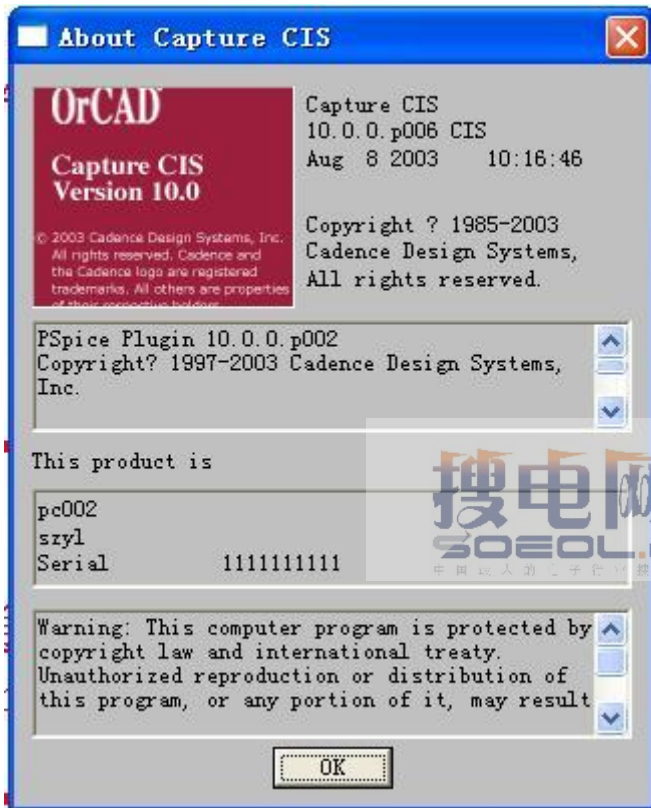 About Capture CIS
OrCAD
Capture CIS
Version 10.0
© 2003 Cadence Design Systems, Inc.
All rights reserved. Cadence and
the Cadence logo are registered
trademarks. All others are properties
of their respective holders
Capture CIS
10.0.0.p006 CIS
Aug 8 2003 10:16:46
Copyright ? 1985-2003
Cadence Design Systems,
All rights reserved.
PSpice Plugin 10.0.0.p002
Copyright? 1997-2003 Cadence Design Systems,
Inc.
This product is
pc002
szyl
Serial 1111111111
搜电网
SOEOL.
Warning: This computer program is protected by
copyright law and international treaty.
Unauthorized reproduction or distribution of
this program, or any portion of it, may result
OK